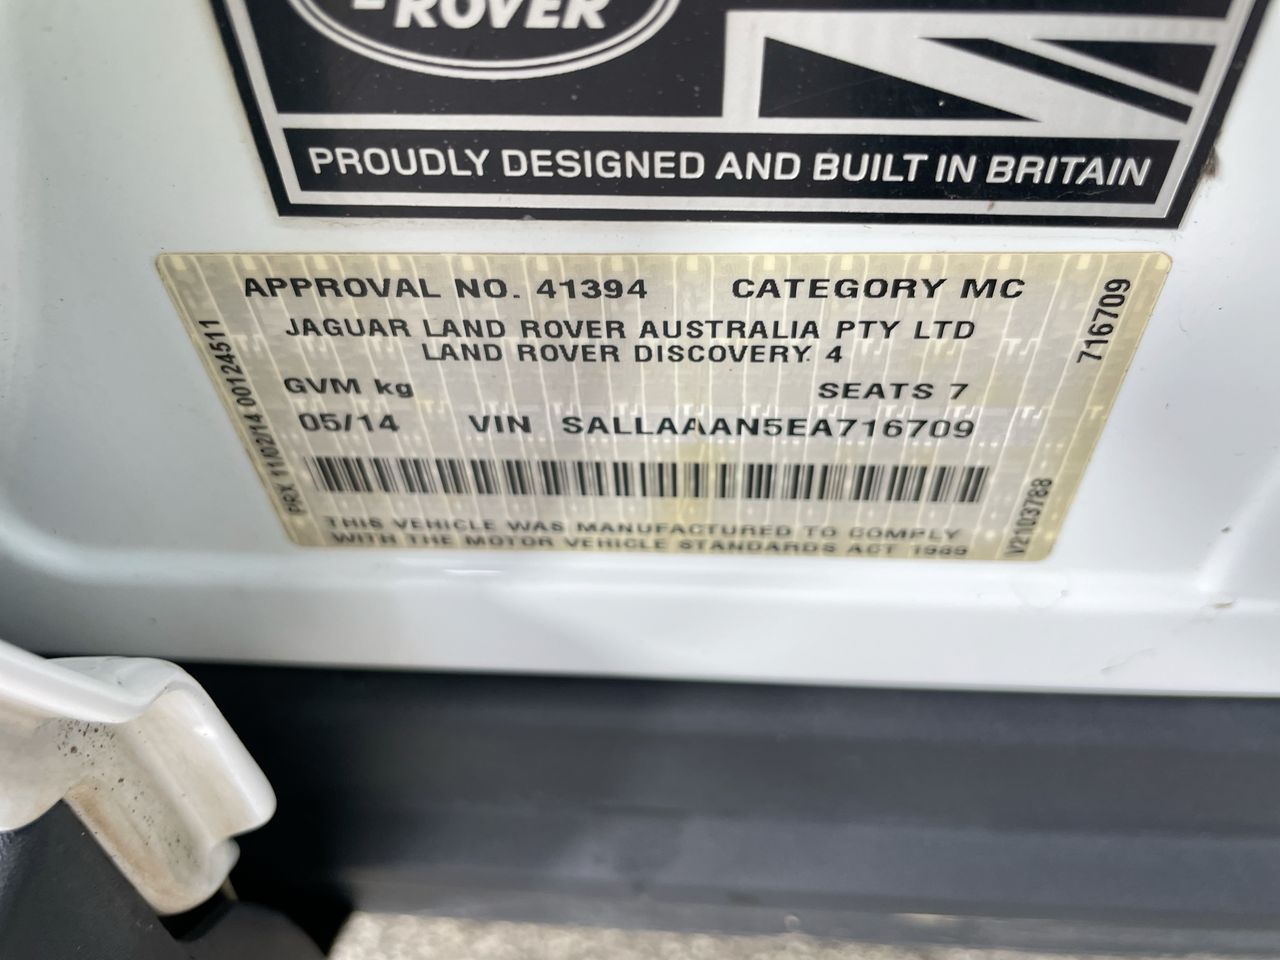 ROVER
PROUDLY DESIGNED AND BUILT IN BRITAIN
APPROVAL NO. 41394 CATEGORY MC
JAGUAR LAND ROVER AUSTRALIA PTY LTD
LAND ROVER DISCOVERY 4
GVM kg SEATS 7
05/14 VIN SALLAAAN5EA716709
THIS VEHICLE WAS MANUFACTURED TO COMPLY
WITH THE MOTOR VEHICLE STANDARDS ACT 1989
PRX 11/02/14 00124511
716709
V2103788